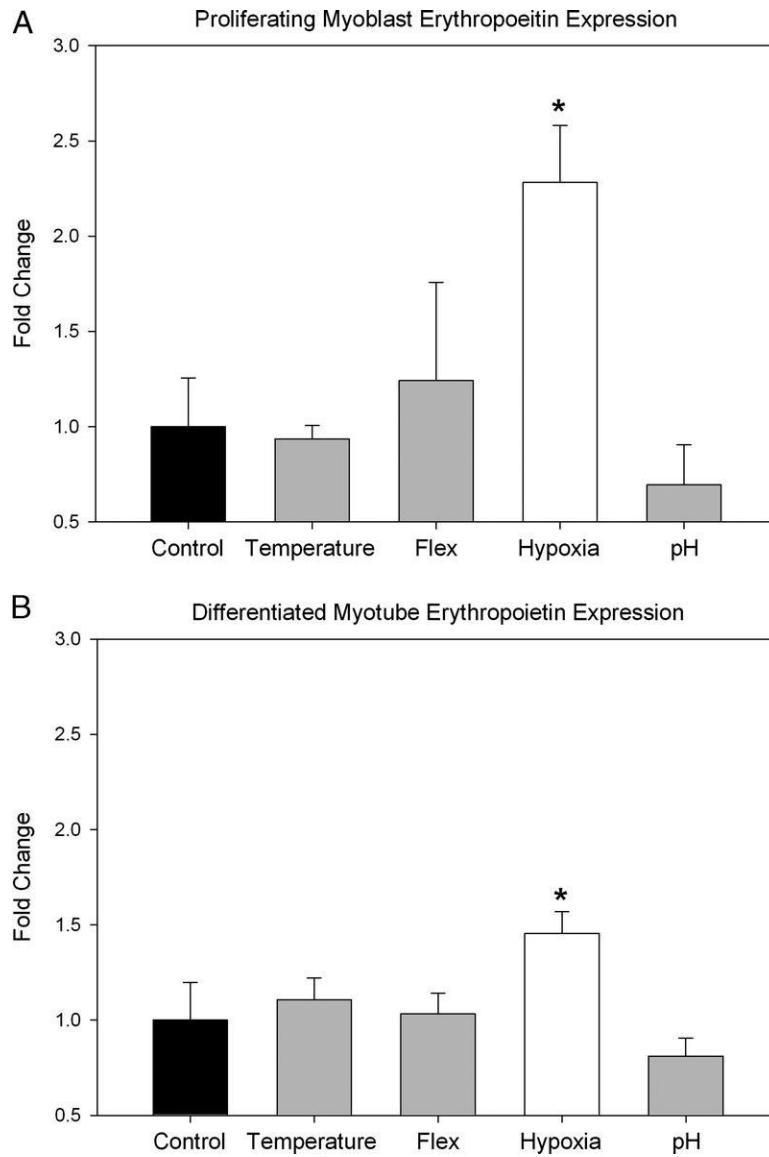 A
Proliferating Myoblast Erythropoeitin Expression
3.0
*
2.5
2.0
Fold Change
1.5
1.0
0.5
Control Temperature Flex Hypoxia pH
B
Differentiated Myotube Erythropoietin Expression
3.0
2.5
2.0
Fold Change
*
1.5
1.0
0.5
Control Temperature Flex Hypoxia pH